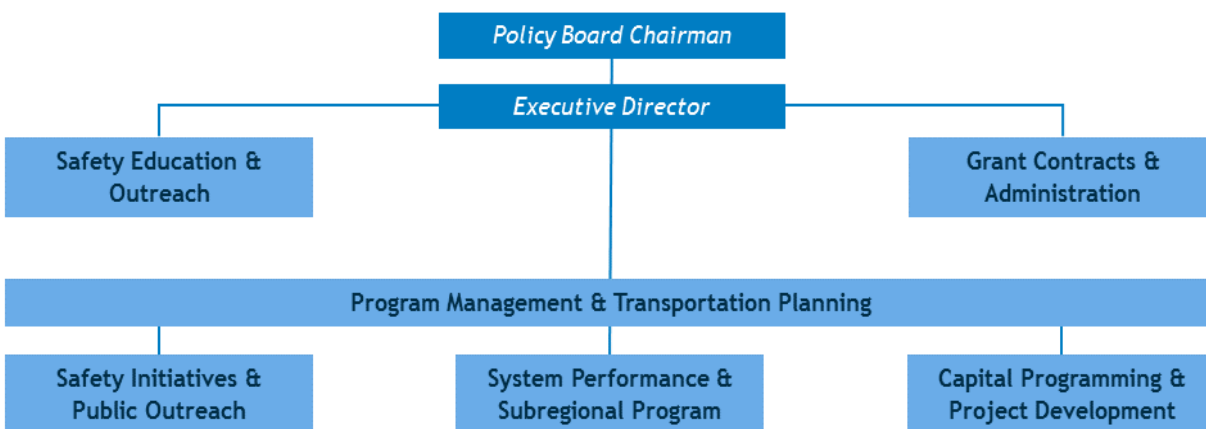 Policy Board Chairman
Executive Director
Safety Education &
Outreach
Grant Contracts &
Administration
Program Management & Transportation Planning
Safety Initiatives &
Public Outreach
System Performance &
Subregional Program
Capital Programming &
Project Development